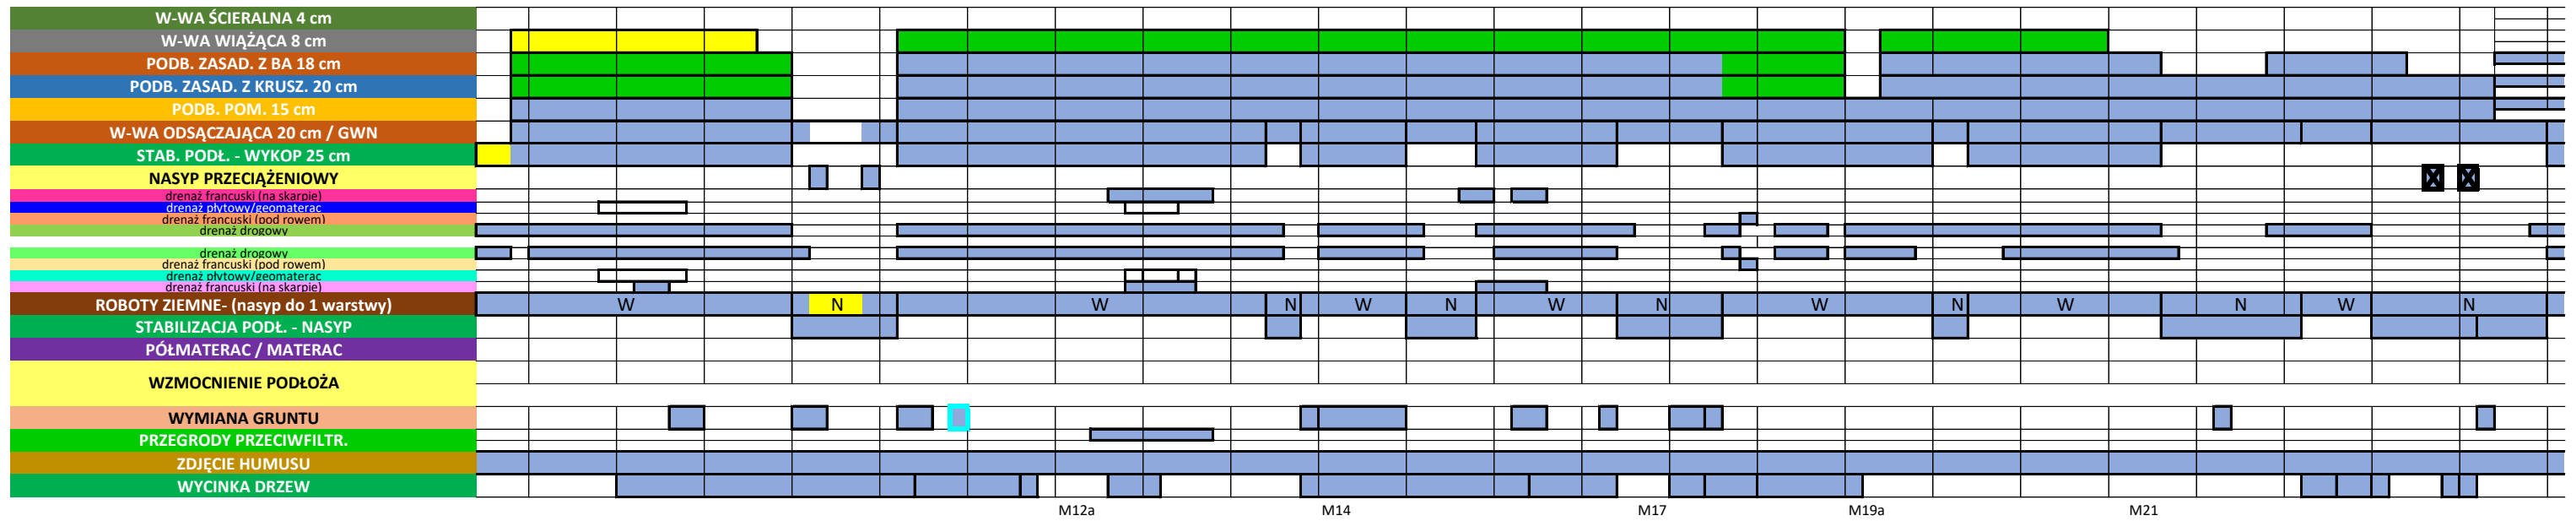 W-WA ŚCIERALNA 4 cm
W-WA WIĄŻĄCA 8 cm
PODB. ZASAD. Z BA 18 cm
PODB. ZASAD. Z KRUSZ. 20 cm
PODB. POM. 15 cm
W-WA ODSĄCZAJĄCA 20 cm / GWN
STAB. PODŁ. - WYKOP 25 cm
NASYP PRZECIĄŻENIOWY
X X
drenaż francuski (na skarpie)
drenaż płytowy/geomaterac
drenaż francuski (pod rowem)
drenaż drogowy
drenaż drogowy
drenaż francuski (pod rowem)
drenaż płytowy/geomaterac
drenaż francuski (na skarpie)
ROBOTY ZIEMNE- (nasyp do 1 warstwy) W N W N W N W N W N W N W N
STABILIZACJA PODŁ. - NASYP
PÓŁMATERAC / MATERAC
WZMOCNIENIE PODŁOŻA
WYMIANA GRUNTU
PRZEGRODY PRZECIWFILTR.
ZDJĘCIE HUMUSU
WYCINKA DRZEW
M12a M14 M17 M19a M21